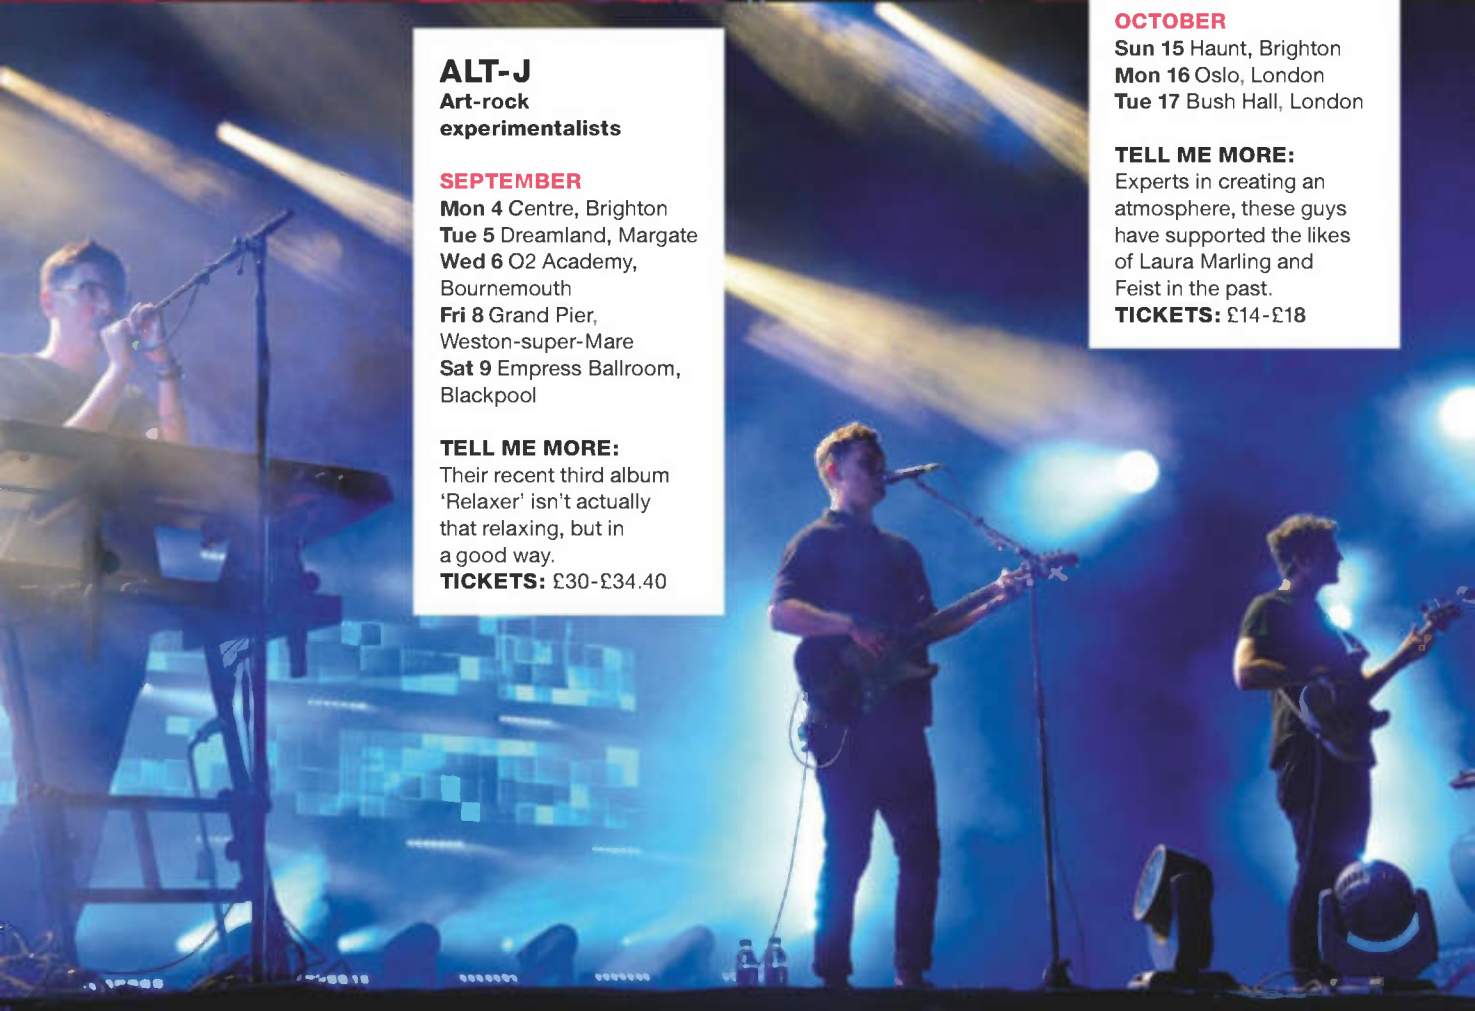 ALT-J
Art-rock
experimentalists
SEPTEMBER
Mon 4 Centre, Brighton
Tue 5 Dreamland, Margate
Wed 6 O2 Academy,
Bournemouth
Fri 8 Grand Pier,
Weston-super-Mare
Sat 9 Empress Ballroom,
Blackpool
TELL ME MORE:
Their recent third album
‘Relaxer’ isn’t actually
that relaxing, but in
a good way.
TICKETS: £30-£34.40
OCTOBER
Sun 15 Haunt, Brighton
Mon 16 Oslo, London
Tue 17 Bush Hall, London
TELL ME MORE:
Experts in creating an
atmosphere, these guys
have supported the likes
of Laura Marling and
Feist in the past.
TICKETS: £14-£18